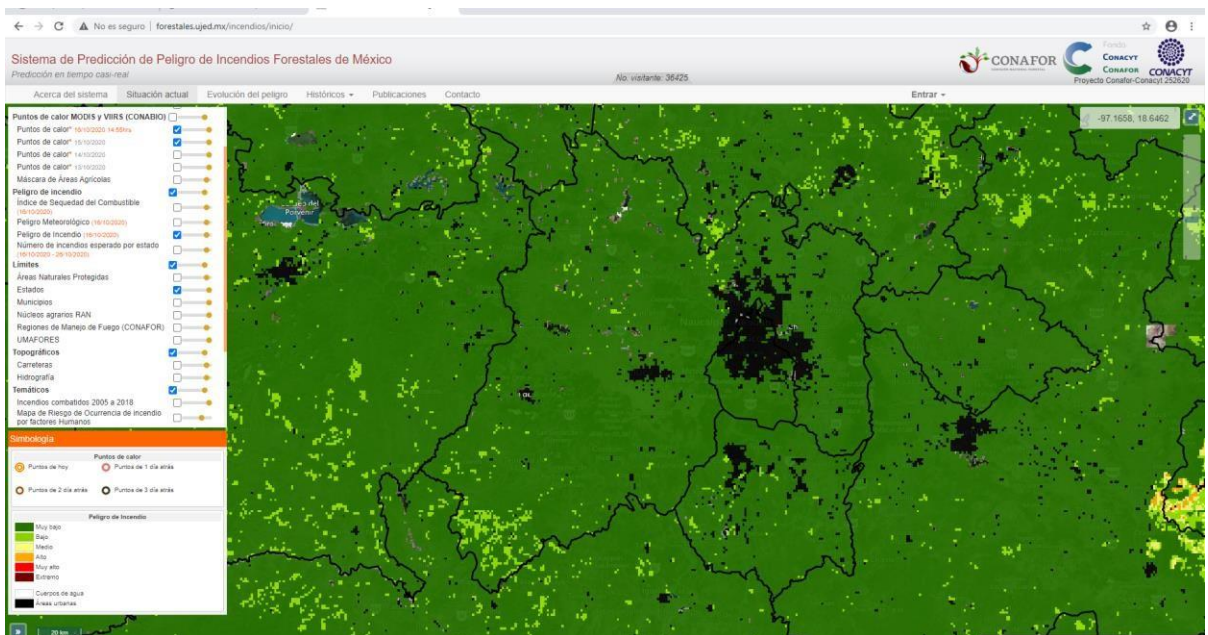 No es seguro | forestales.ujed.mx/incendios/inicio/
Sistema de Predicción de Peligro de Incendios Forestales de México
Predicción en tiempo casi-real
No. visitante: 36425
CONAFOR
Fondo
CONACYT
CONAFOR
CONACYT
Proyecto Conafor-Conacyt 252620
Acerca del sistema
Situación actual
Evolución del peligro
Históricos
Publicaciones
Contacto
Entrar
-97.1658, 18.6462
Puntos de calor MODIS y VIIRS (CONABIO)
Puntos de calor* 16/10/2020 14:55hrs
Puntos de calor* 15/10/2020
Puntos de calor* 14/10/2020
Puntos de calor* 13/10/2020
Máscara de Áreas Agrícolas
Peligro de incendio
Índice de Sequedad del Combustible
(16/10/2020)
Peligro Meteorológico (16/10/2020)
Peligro de Incendio (16/10/2020)
Número de incendios esperado por estado
(16/10/2020 - 25/10/2020)
Límites
Áreas Naturales Protegidas
Estados
Municipios
Núcleos agrarios RAN
Regiones de Manejo de Fuego (CONAFOR)
UMAFORES
Topográficos
Carreteras
Hidrografía
Temáticos
Incendios combatidos 2005 a 2018
Mapa de Riesgo de Ocurrencia de incendio
por factores Humanos
Simbología
Puntos de calor
Puntos de hoy
Puntos de 1 día atrás
Puntos de 2 día atrás
Puntos de 3 día atrás
Peligro de Incendio
Muy bajo
Bajo
Medio
Alto
Muy alto
Extremo
Cuerpos de agua
Áreas urbanas
20 km